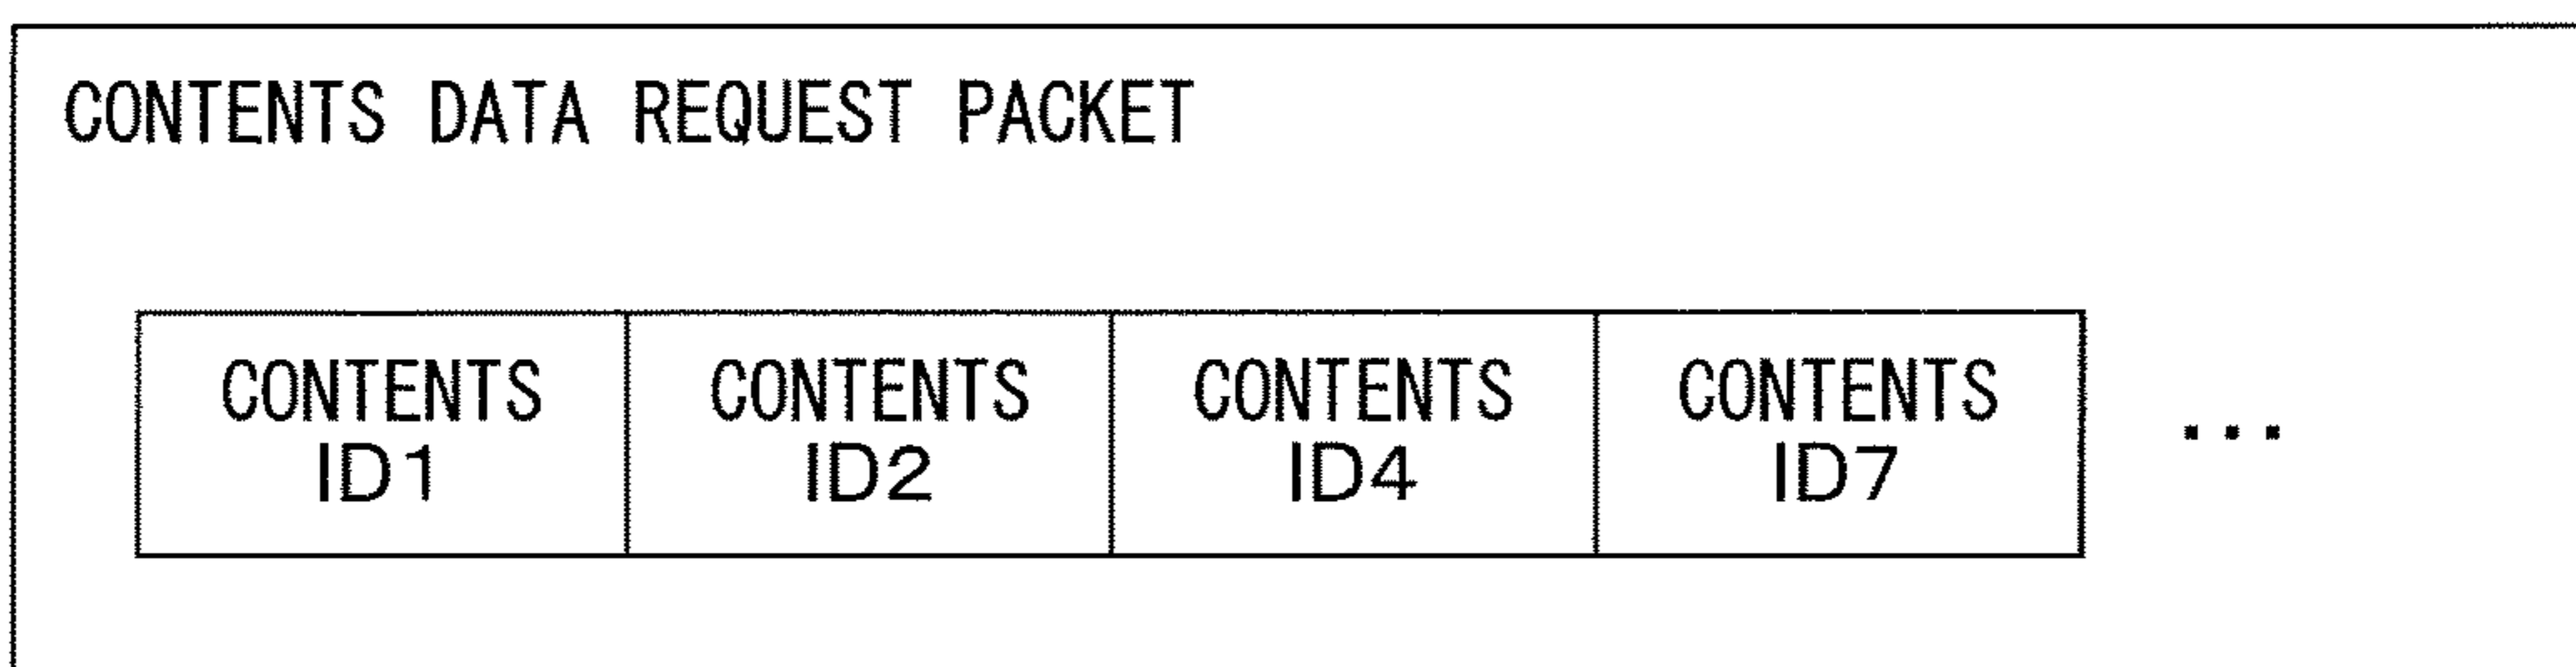 CONTENTS DATA REQUEST PACKET
CONTENTS CONTENTS CONTENTS CONTENTS ...
ID1 ID2 ID4 ID7